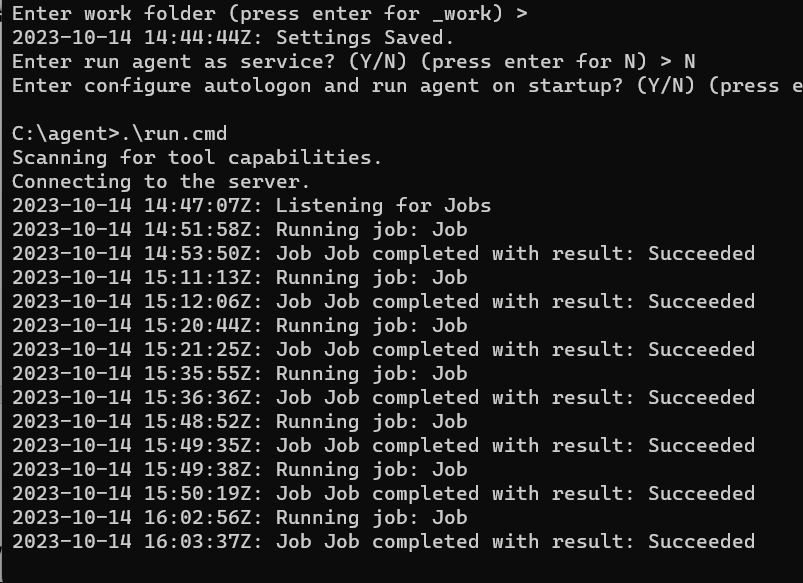 Enter work folder (press enter for _work) >
2023-10-14 14:44:44Z: Settings Saved.
Enter run agent as service? (Y/N) (press enter for N) > N
Enter configure autologon and run agent on startup? (Y/N) (press e
C:\agent>.\run.cmd
Scanning for tool capabilities.
Connecting to the server.
2023-10-14 14:47:07Z: Listening for Jobs
2023-10-14 14:51:58Z: Running job: Job
2023-10-14 14:53:50Z: Job Job completed with result: Succeeded
2023-10-14 15:11:13Z: Running job: Job
2023-10-14 15:12:06Z: Job Job completed with result: Succeeded
2023-10-14 15:20:44Z: Running job: Job
2023-10-14 15:21:25Z: Job Job completed with result: Succeeded
2023-10-14 15:35:55Z: Running job: Job
2023-10-14 15:36:36Z: Job Job completed with result: Succeeded
2023-10-14 15:48:52Z: Running job: Job
2023-10-14 15:49:35Z: Job Job completed with result: Succeeded
2023-10-14 15:49:38Z: Running job: Job
2023-10-14 15:50:19Z: Job Job completed with result: Succeeded
2023-10-14 16:02:56Z: Running job: Job
2023-10-14 16:03:37Z: Job Job completed with result: Succeeded